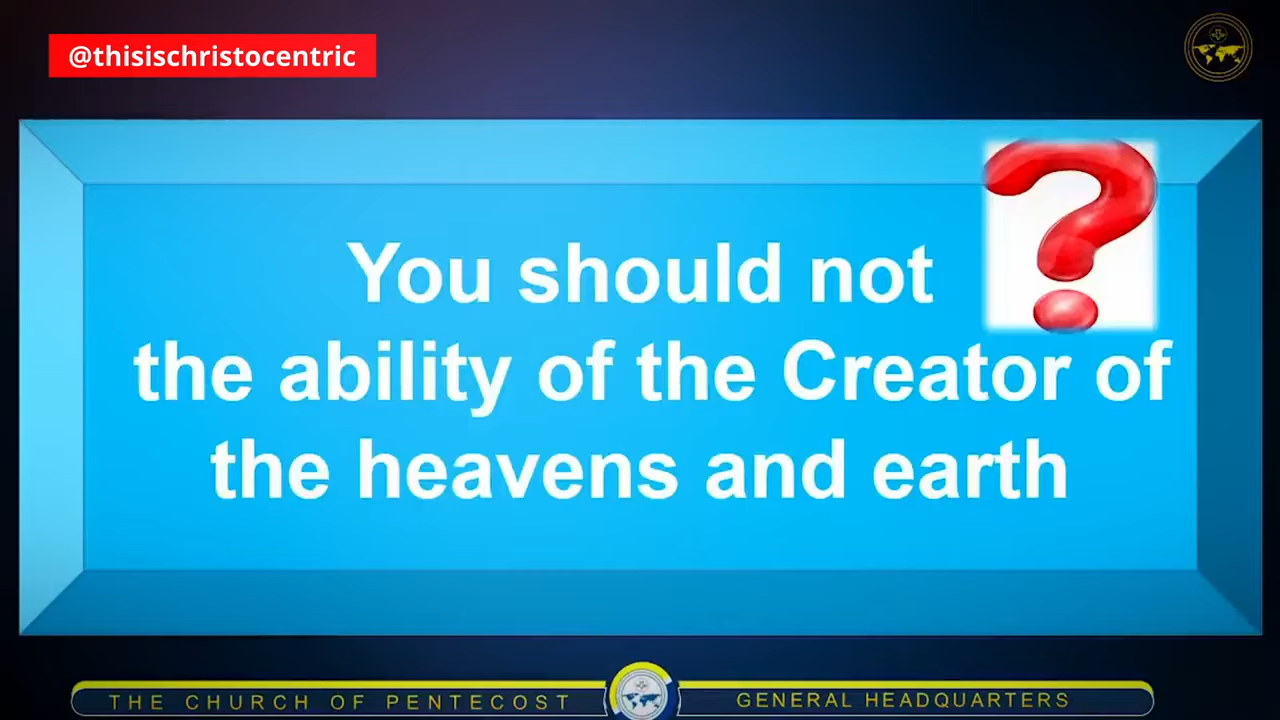 @thisischristocentric
You should not ?
the ability of the Creator of
the heavens and earth
THE CHURCH OF PENTECOST
GENERAL HEADQUARTERS